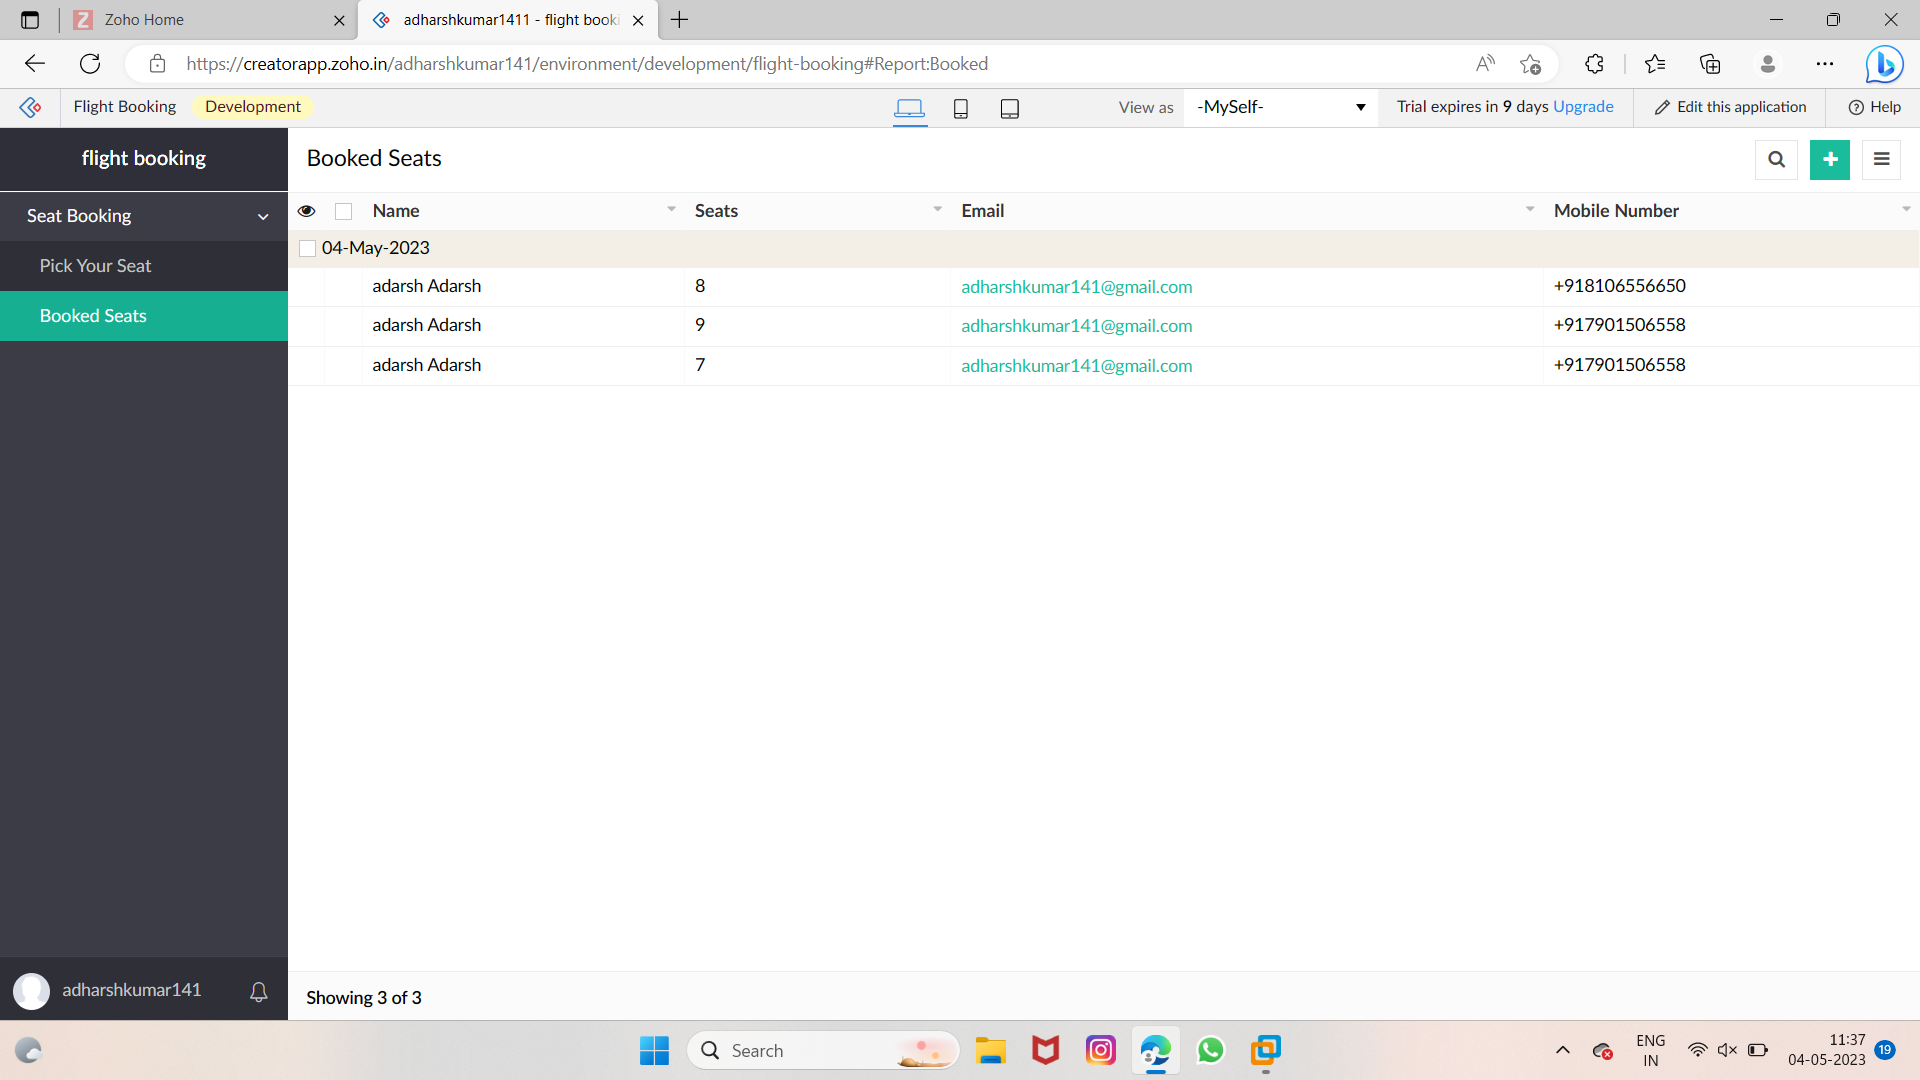 Zoho Home
adharshkumar1411 - flight booki
https://creatorapp.zoho.in/adharshkumar141/environment/development/flight-booking#Report:Booked
Flight Booking Development View as -MySelf- Trial expires in 9 days Upgrade Edit this application Help
flight booking
Seat Booking
Pick Your Seat
Booked Seats
adharshkumar141
Booked Seats
Name Seats Email Mobile Number
04-May-2023
adarsh Adarsh 8 adharshkumar141@gmail.com +918106556650
adarsh Adarsh 9 adharshkumar141@gmail.com +917901506558
adarsh Adarsh 7 adharshkumar141@gmail.com +917901506558
Showing 3 of 3
Search
ENG
IN
11:37
04-05-2023
19